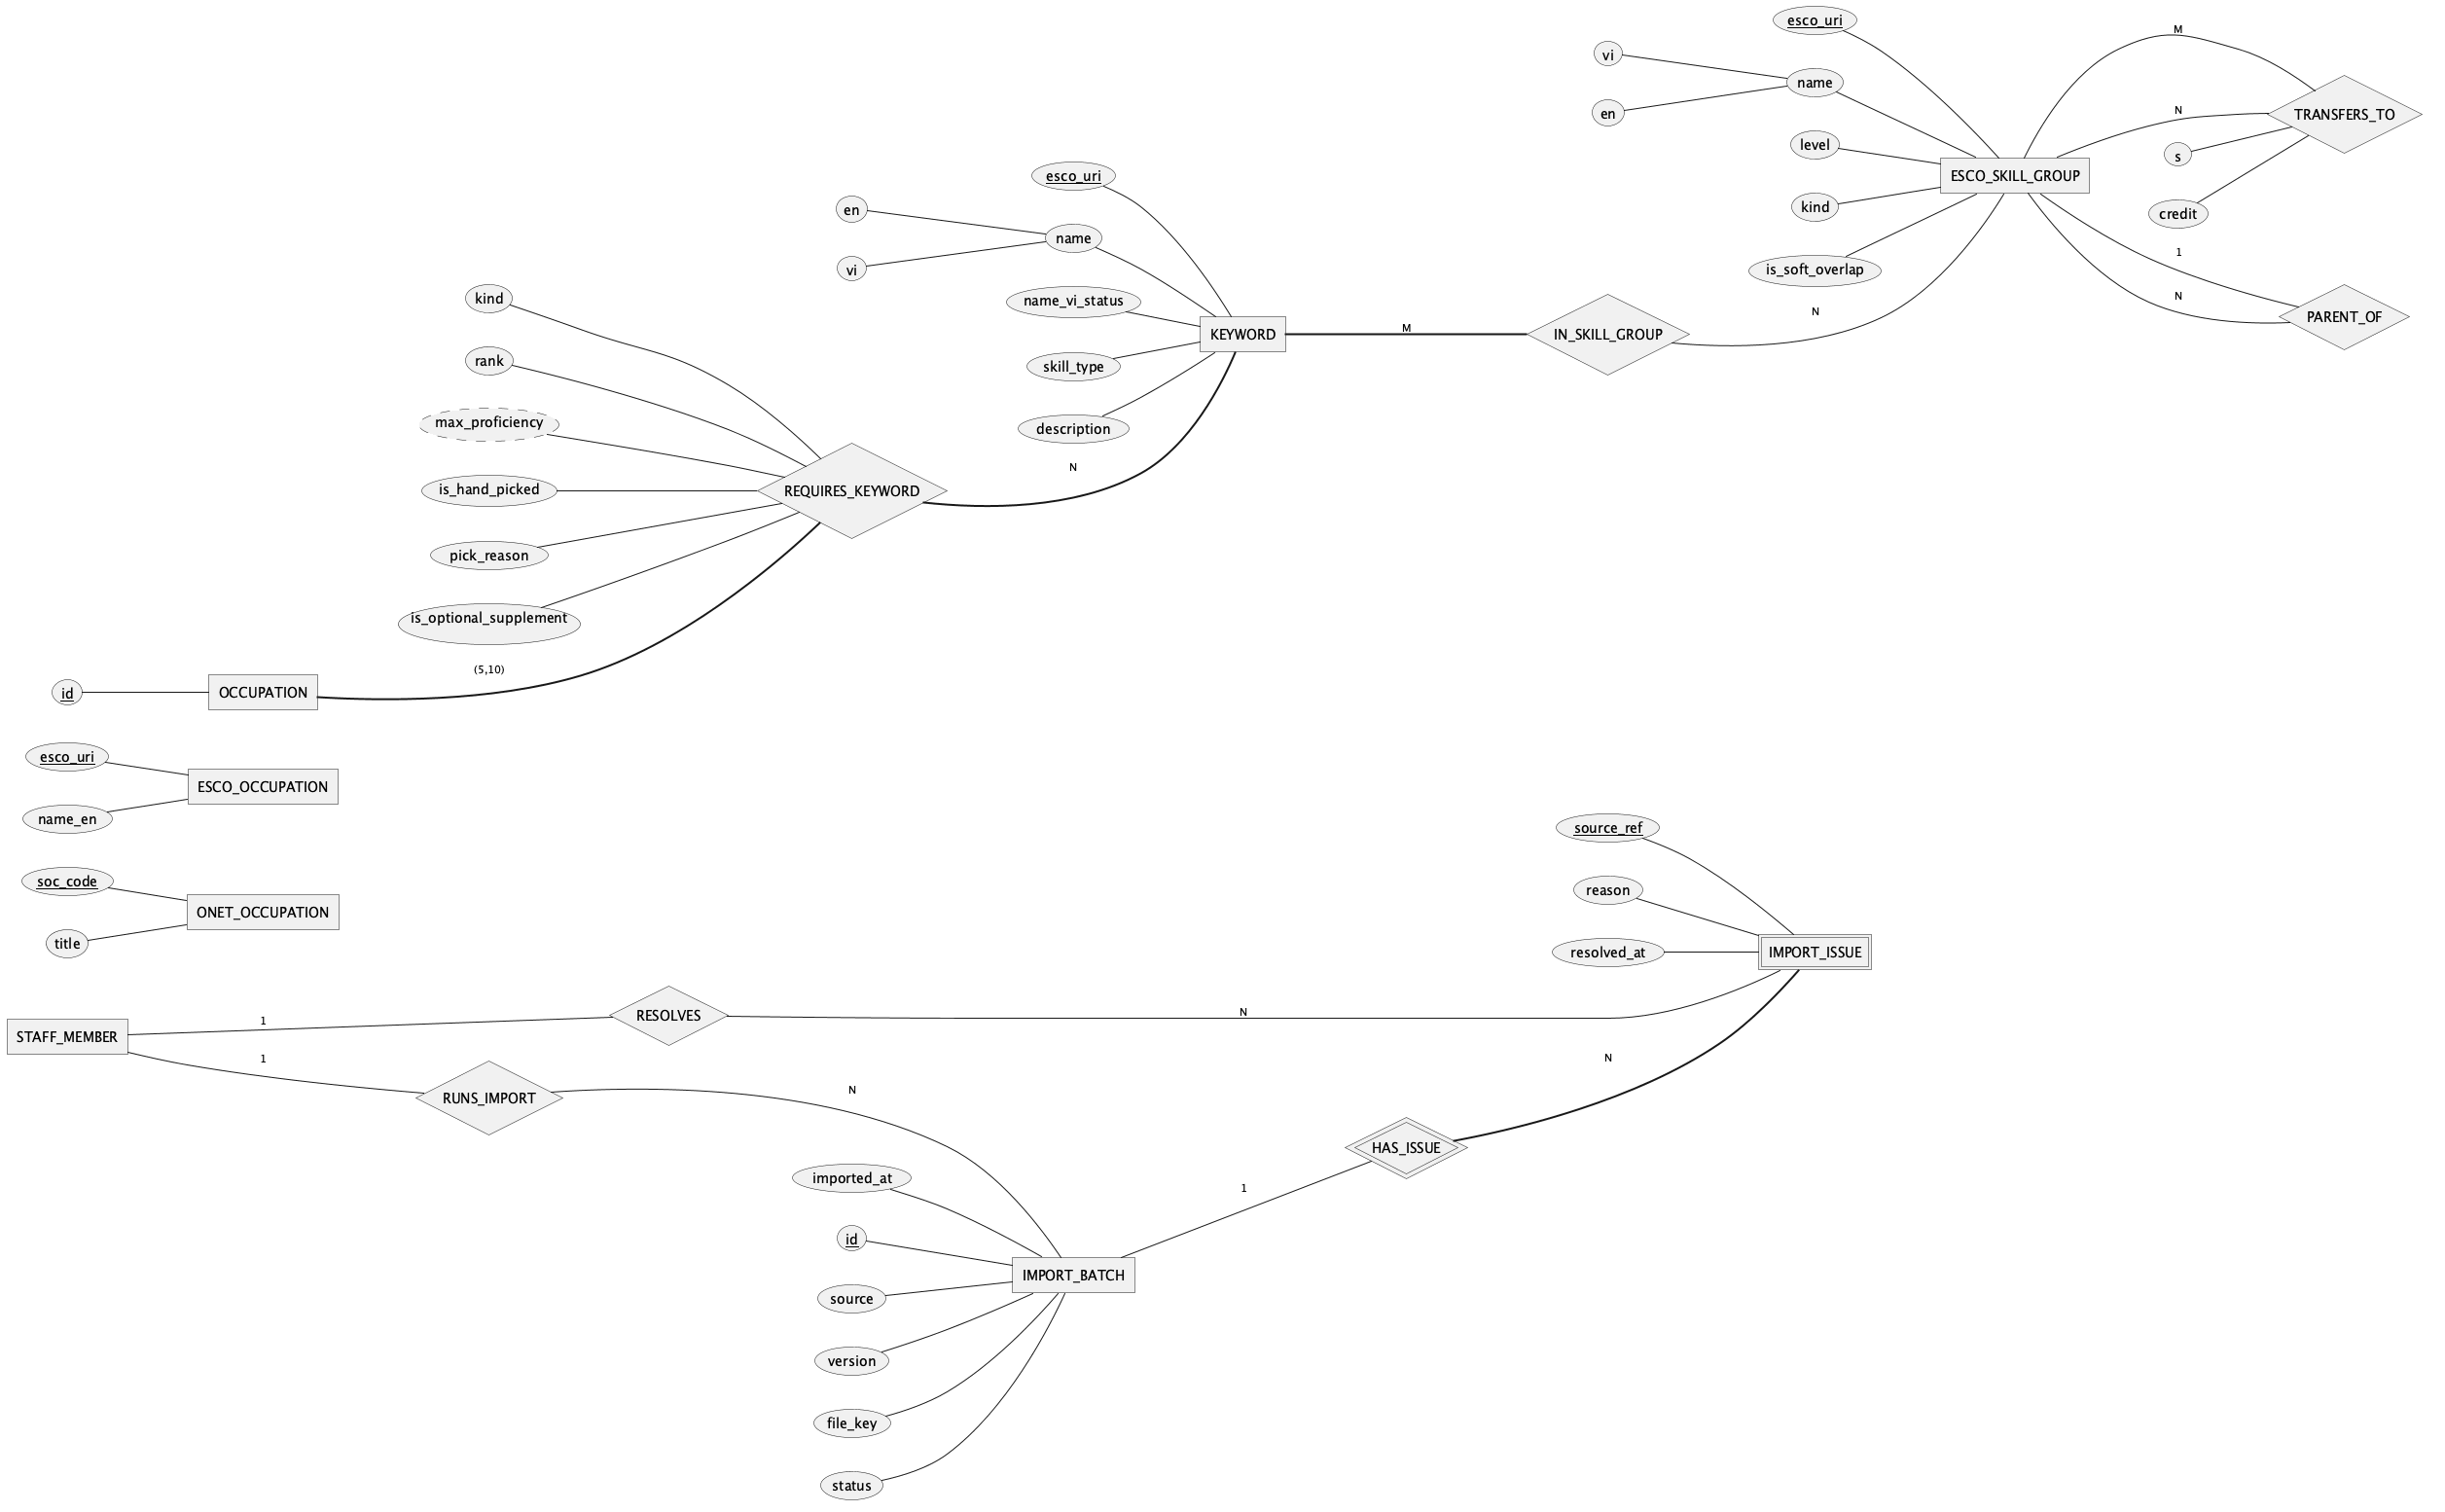 esco_uri
vi
name
en
level
kind
is_soft_overlap
ESCO_SKILL_GROUP
M
N
TRANSFERS_TO
s
credit
1
N
PARENT_OF
esco_uri
en
name
vi
name_vi_status
skill_type
description
KEYWORD
M
IN_SKILL_GROUP
N
kind
rank
max_proficiency
is_hand_picked
pick_reason
is_optional_supplement
REQUIRES_KEYWORD
N
(5,10)
id
OCCUPATION
esco_uri
name_en
ESCO_OCCUPATION
soc_code
title
ONET_OCCUPATION
source_ref
reason
resolved_at
IMPORT_ISSUE
STAFF_MEMBER
1
RESOLVES
N
1
RUNS_IMPORT
N
N
HAS_ISSUE
1
imported_at
id
source
version
file_key
status
IMPORT_BATCH